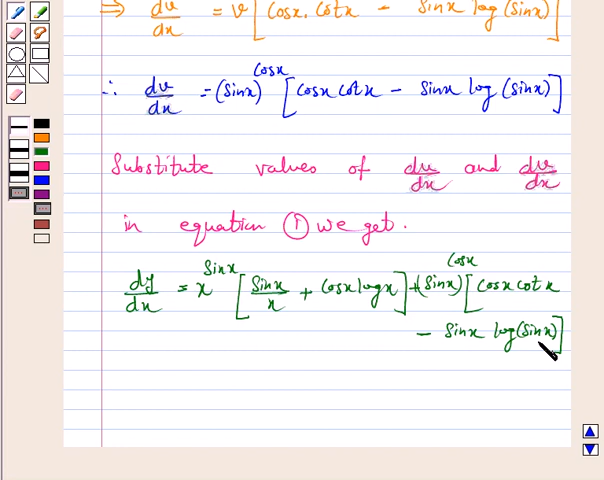 ⇒ dv/dx = v [cosx. cotx - sinx log (sinx)]
∴ dv/dx = (sinx)^cosx [cosx cotx - sinx log (sinx)]
Substitute values of du/dx and dv/dx
in equation ① we get.
dy/dx = x^sinx [sinx/x + cosx logx] + (sinx)^cosx [cosx cotx
- sinx log(sinx)]